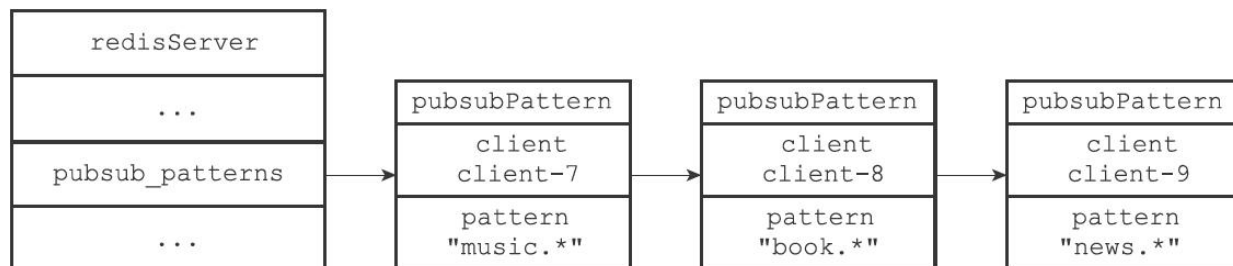 redisServer
...
pubsub_patterns
...
pubsubPattern
client
client-7
pattern
"music.*"
pubsubPattern
client
client-8
pattern
"book.*"
pubsubPattern
client
client-9
pattern
"news.*"